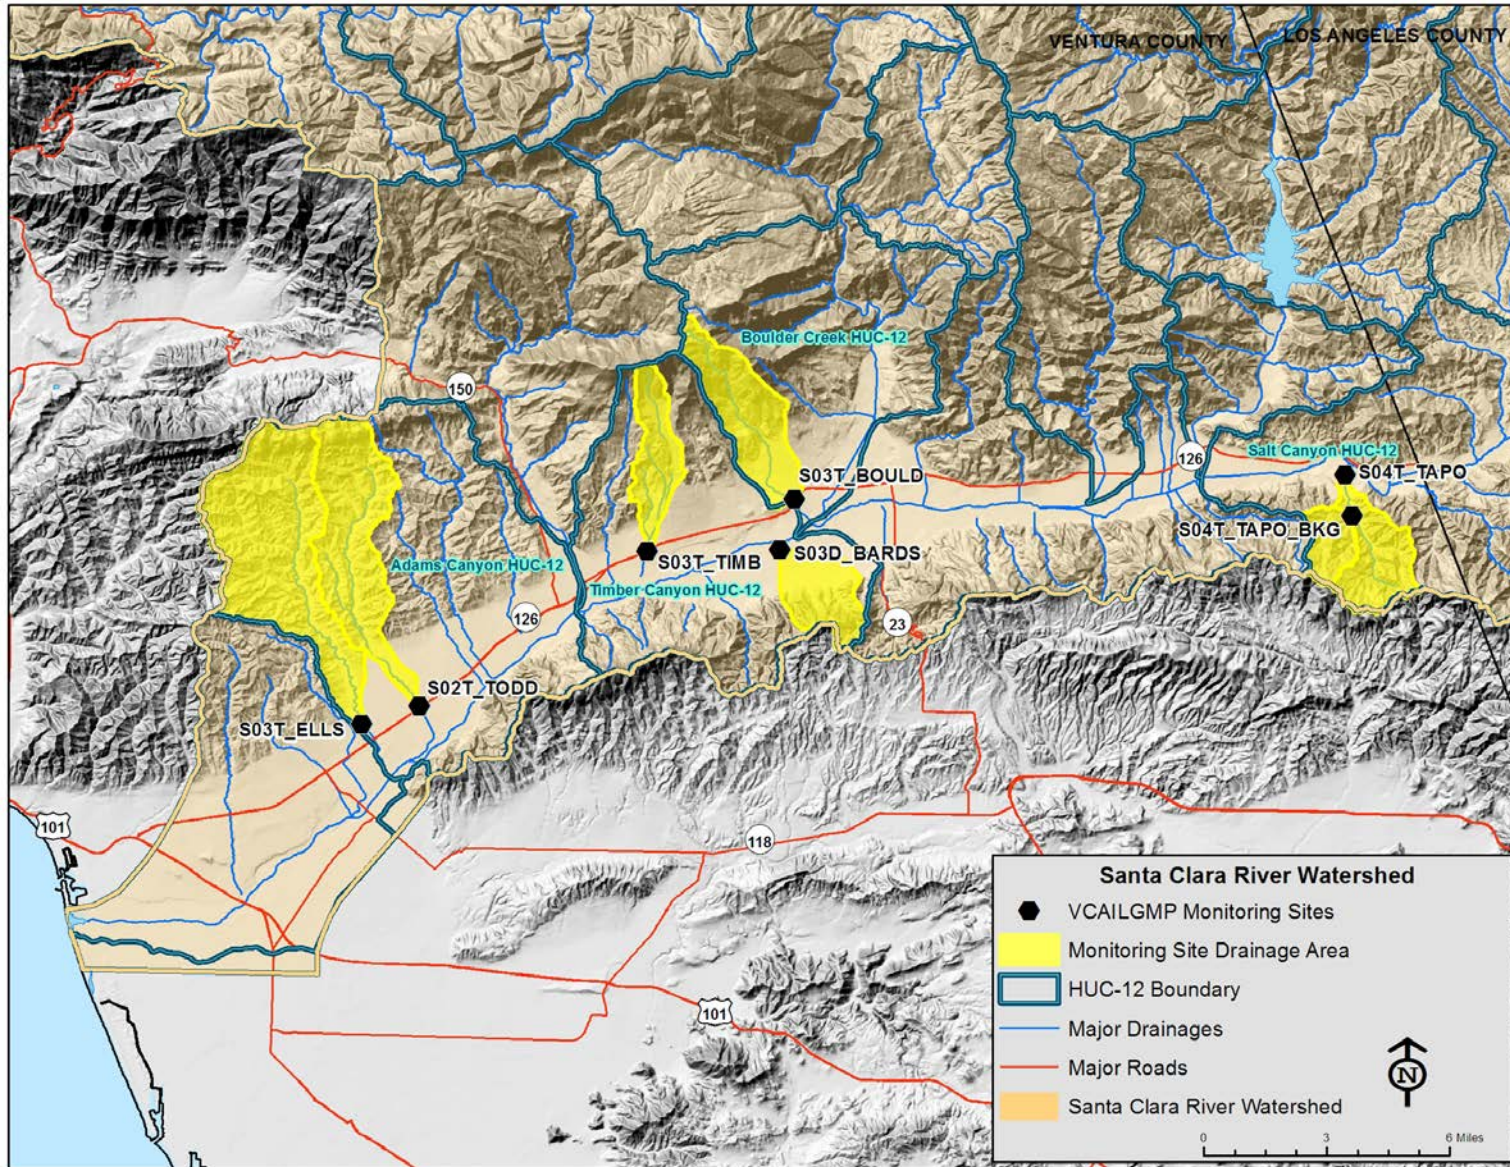 VENTURA COUNTY
LOS ANGELES COUNTY
Boulder Creek HUC-12
150
S03T_BOULD
126
Salt Canyon HUC-12
S04T_TAPO
S04T_TAPO_BKG
S03T_TIMB
S03D_BARDS
Adams Canyon HUC-12
Timber Canyon HUC-12
126
23
S02T_TODD
S03T_ELLS
101
118
101
Santa Clara River Watershed
VCAILGMP Monitoring Sites
Monitoring Site Drainage Area
HUC-12 Boundary
Major Drainages
Major Roads
Santa Clara River Watershed
N
0 3 6 Miles